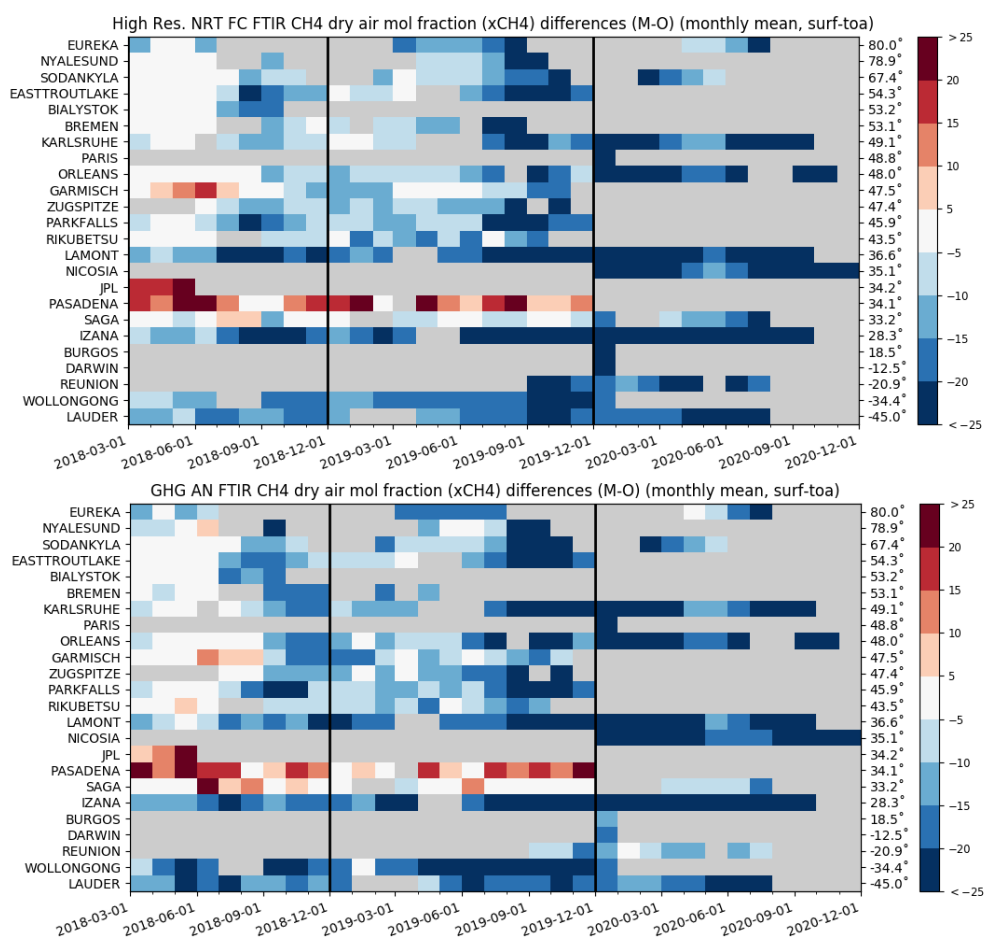 High Res. NRT FC FTIR CH4 dry air mol fraction (xCH4) differences (M-O) (monthly mean, surf-toa)
EUREKA 80.0˚
NYALESUND 78.9˚
SODANKYLA 67.4˚
EASTTROUTLAKE 54.3˚
BIALYSTOK 53.2˚
BREMEN 53.1˚
KARLSRUHE 49.1˚
PARIS 48.8˚
ORLEANS 48.0˚
GARMISCH 47.5˚
ZUGSPITZE 47.4˚
PARKFALLS 45.9˚
RIKUBETSU 43.5˚
LAMONT 36.6˚
NICOSIA 35.1˚
JPL 34.2˚
PASADENA 34.1˚
SAGA 33.2˚
IZANA 28.3˚
BURGOS 18.5˚
DARWIN -12.5˚
REUNION -20.9˚
WOLLONGONG -34.4˚
LAUDER -45.0˚
2018-03-01 2018-06-01 2018-09-01 2018-12-01 2019-03-01 2019-06-01 2019-09-01 2019-12-01 2020-03-01 2020-06-01 2020-09-01 2020-12-01
> 25
20
15
10
5
−5
−10
−15
−20
< −25
GHG AN FTIR CH4 dry air mol fraction (xCH4) differences (M-O) (monthly mean, surf-toa)
EUREKA 80.0˚
NYALESUND 78.9˚
SODANKYLA 67.4˚
EASTTROUTLAKE 54.3˚
BIALYSTOK 53.2˚
BREMEN 53.1˚
KARLSRUHE 49.1˚
PARIS 48.8˚
ORLEANS 48.0˚
GARMISCH 47.5˚
ZUGSPITZE 47.4˚
PARKFALLS 45.9˚
RIKUBETSU 43.5˚
LAMONT 36.6˚
NICOSIA 35.1˚
JPL 34.2˚
PASADENA 34.1˚
SAGA 33.2˚
IZANA 28.3˚
BURGOS 18.5˚
DARWIN -12.5˚
REUNION -20.9˚
WOLLONGONG -34.4˚
LAUDER -45.0˚
2018-03-01 2018-06-01 2018-09-01 2018-12-01 2019-03-01 2019-06-01 2019-09-01 2019-12-01 2020-03-01 2020-06-01 2020-09-01 2020-12-01
> 25
20
15
10
5
−5
−10
−15
−20
< −25